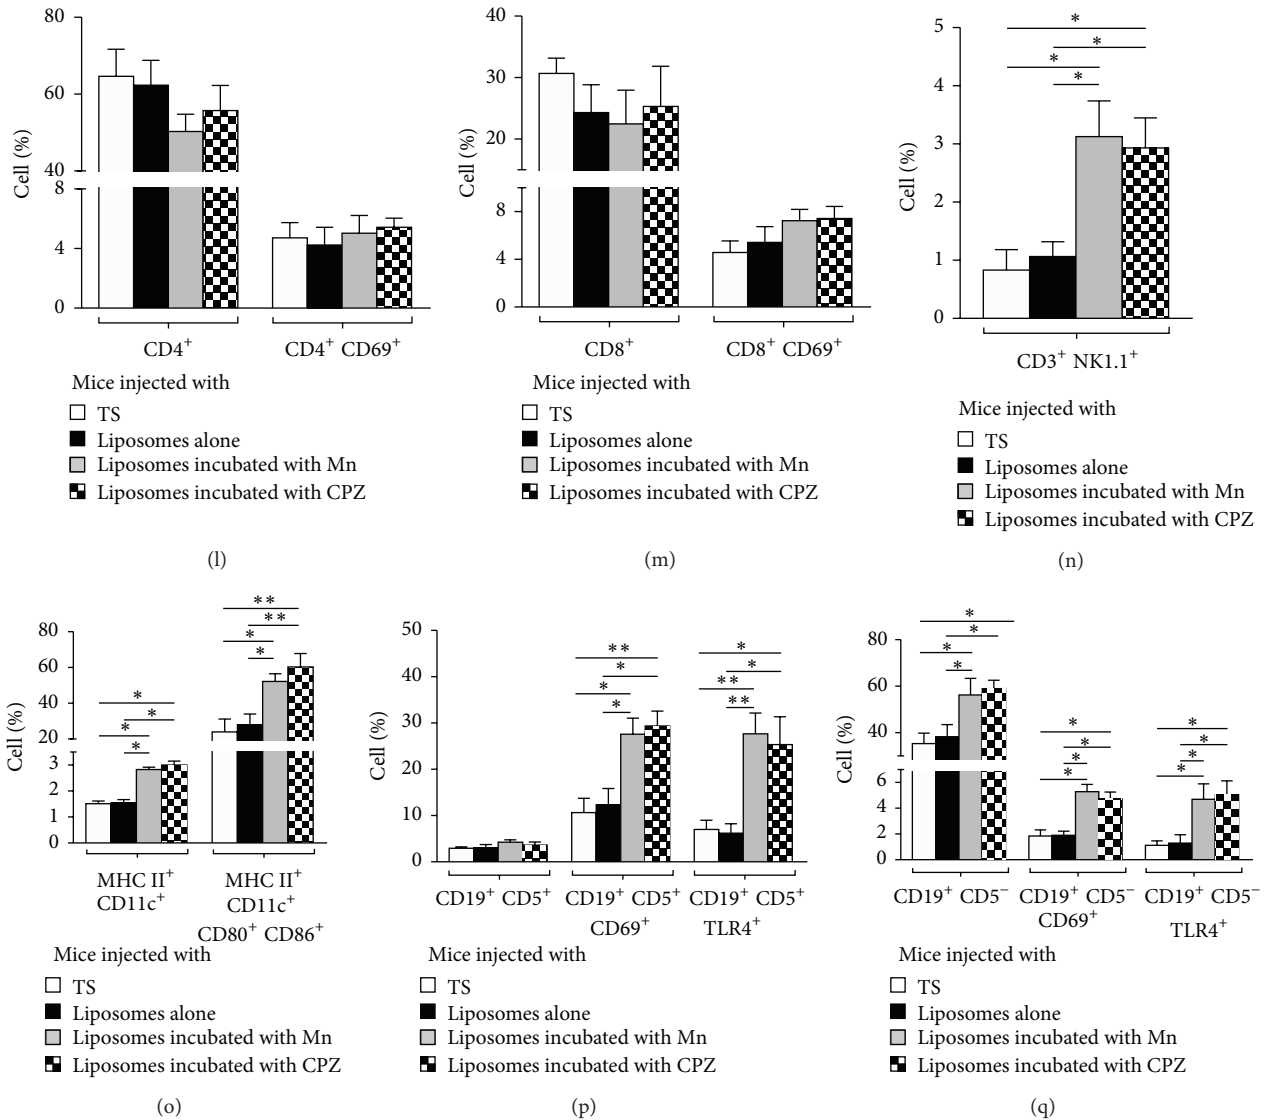 80
60
40
8
4
0
Cell (%)
CD4⁺
CD4⁺ CD69⁺
Mice injected with
TS
Liposomes alone
Liposomes incubated with Mn
Liposomes incubated with CPZ
(l)
40
30
20
8
4
0
Cell (%)
CD8⁺
CD8⁺ CD69⁺
Mice injected with
TS
Liposomes alone
Liposomes incubated with Mn
Liposomes incubated with CPZ
(m)
5
4
3
2
1
0
Cell (%)
*
*
*
*
CD3⁺ NK1.1⁺
Mice injected with
TS
Liposomes alone
Liposomes incubated with Mn
Liposomes incubated with CPZ
(n)
80
60
40
20
3
2
1
0
Cell (%)
*
*
*
*
**
**
*
*
MHC II⁺
CD11c⁺
MHC II⁺
CD11c⁺
CD80⁺ CD86⁺
Mice injected with
TS
Liposomes alone
Liposomes incubated with Mn
Liposomes incubated with CPZ
(o)
50
40
30
20
10
0
Cell (%)
**
*
*
*
*
*
**
**
CD19⁺ CD5⁺
CD19⁺ CD5⁺
CD69⁺
CD19⁺ CD5⁺
TLR4⁺
Mice injected with
TS
Liposomes alone
Liposomes incubated with Mn
Liposomes incubated with CPZ
(p)
80
60
40
6
4
2
0
Cell (%)
*
*
*
*
*
*
*
*
*
*
*
*
CD19⁺ CD5⁻
CD19⁺ CD5⁻
CD69⁺
CD19⁺ CD5⁻
TLR4⁺
Mice injected with
TS
Liposomes alone
Liposomes incubated with Mn
Liposomes incubated with CPZ
(q)